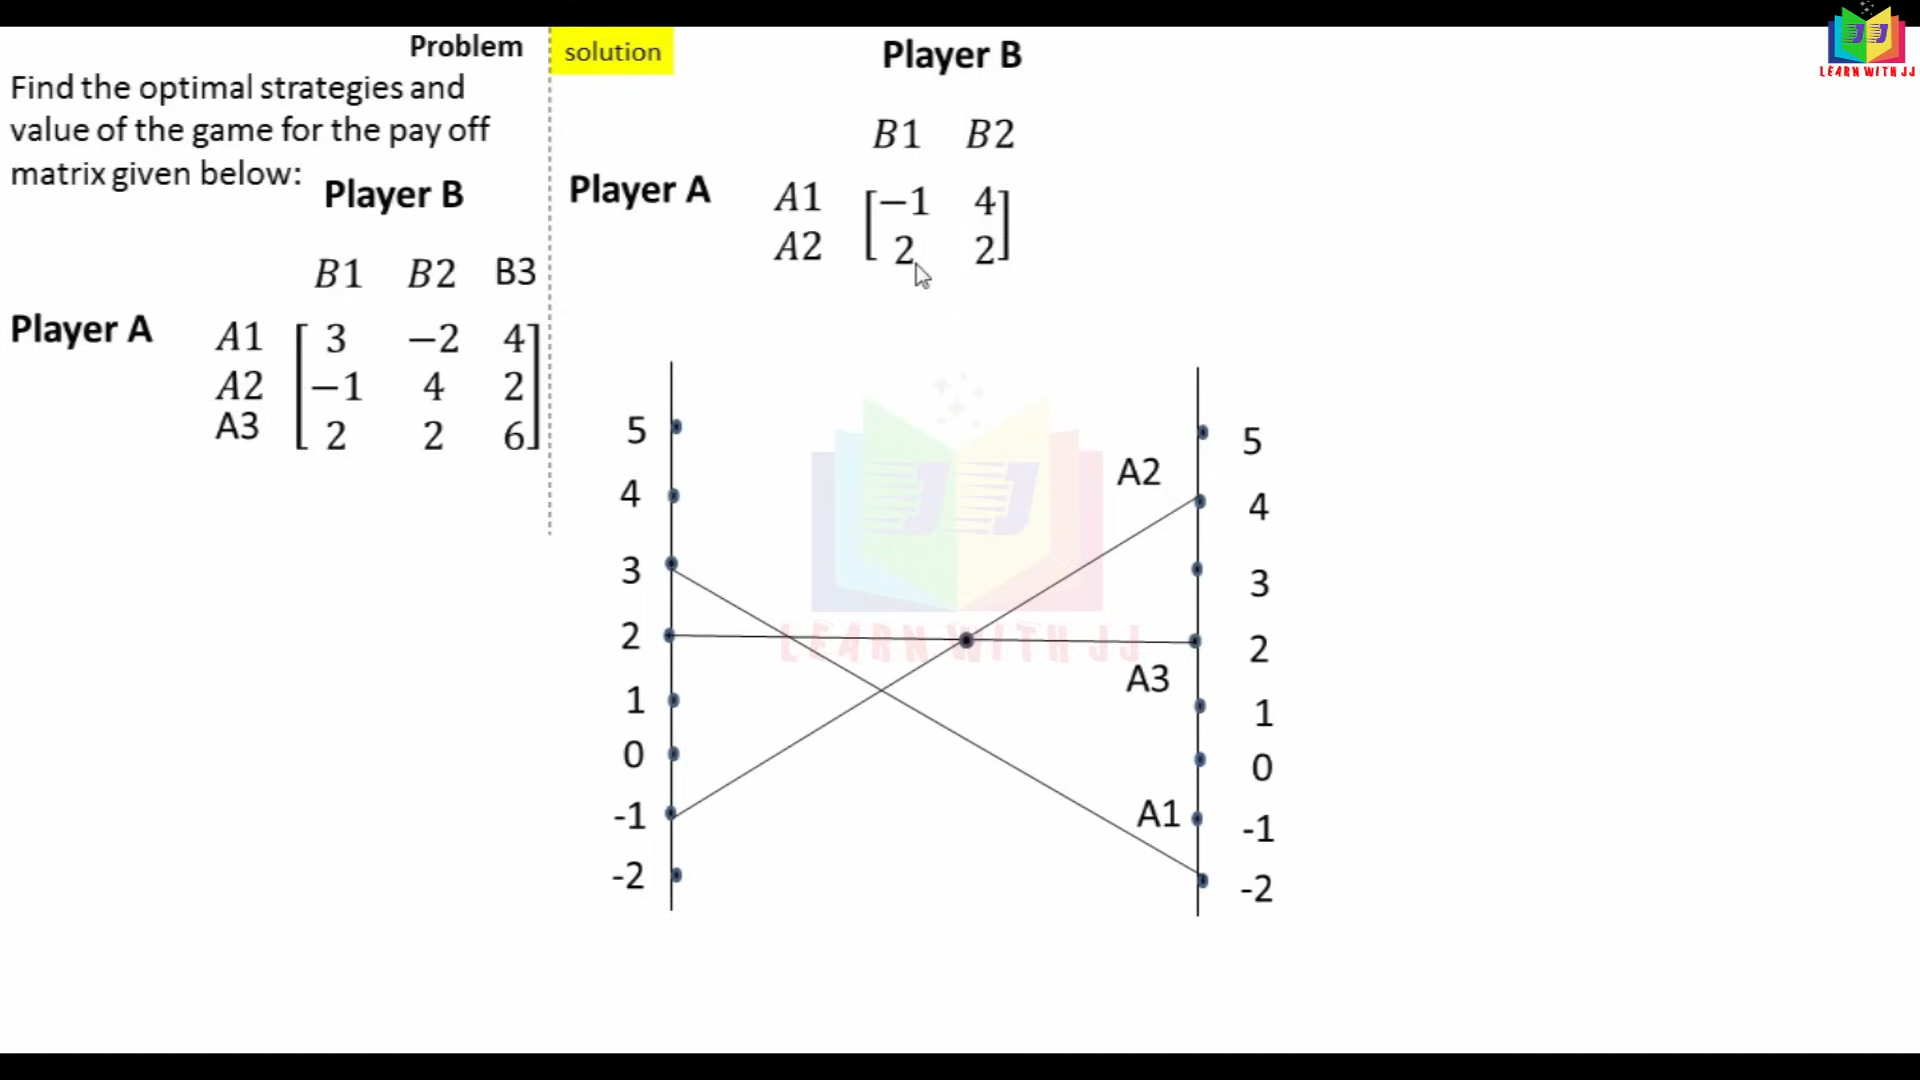 Problem
Find the optimal strategies and
value of the game for the pay off
matrix given below:
Player B
B1 B2 B3
Player A
A1 3 −2 4
A2 −1 4 2
A3 2 2 6
solution
Player B
B1 B2
Player A
A1 −1 4
A2 2 2
5
4
3
2
1
0
-1
-2
A2
A3
A1
5
4
3
2
1
0
-1
-2
LEARN WITH JJ
LEARN WITH JJ